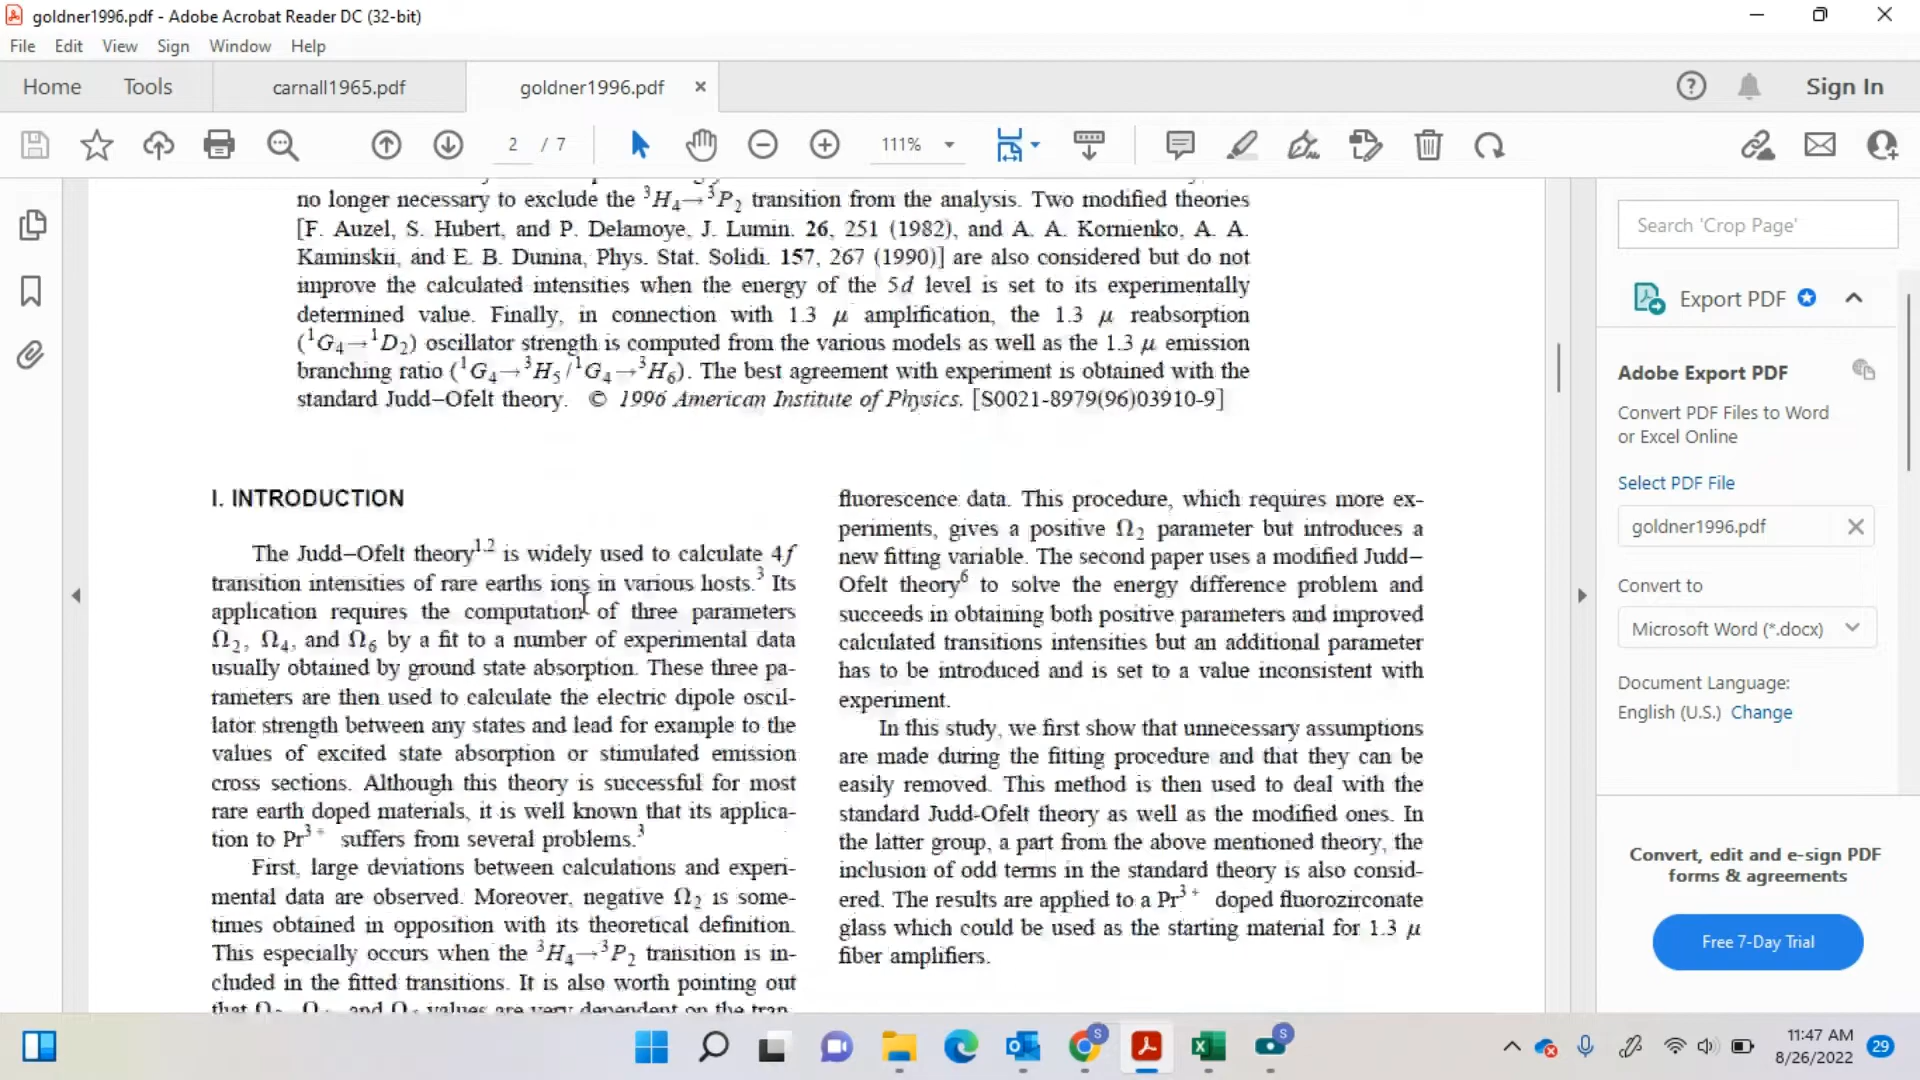 goldner1996.pdf - Adobe Acrobat Reader DC (32-bit)
File Edit View Sign Window Help
Home Tools carnall1965.pdf goldner1996.pdf × Sign In
2 / 7 111%
no longer necessary to exclude the ³H₄→³P₂ transition from the analysis. Two modified theories
[F. Auzel, S. Hubert, and P. Delamoye, J. Lumin. 26, 251 (1982), and A. A. Kornienko, A. A.
Kaminskii, and E. B. Dunina, Phys. Stat. Solidi. 157, 267 (1990)] are also considered but do not
improve the calculated intensities when the energy of the 5d level is set to its experimentally
determined value. Finally, in connection with 1.3 μ amplification, the 1.3 μ reabsorption
(¹G₄→¹D₂) oscillator strength is computed from the various models as well as the 1.3 μ emission
branching ratio (¹G₄→³H₅/¹G₄→³H₆). The best agreement with experiment is obtained with the
standard Judd–Ofelt theory. © 1996 American Institute of Physics. [S0021-8979(96)03910-9]
I. INTRODUCTION
The Judd–Ofelt theory¹·² is widely used to calculate 4f
transition intensities of rare earths ions in various hosts.³ Its
application requires the computation of three parameters
Ω₂, Ω₄, and Ω₆ by a fit to a number of experimental data
usually obtained by ground state absorption. These three pa-
rameters are then used to calculate the electric dipole oscil-
lator strength between any states and lead for example to the
values of excited state absorption or stimulated emission
cross sections. Although this theory is successful for most
rare earth doped materials, it is well known that its applica-
tion to Pr³⁺ suffers from several problems.³
First, large deviations between calculations and experi-
mental data are observed. Moreover, negative Ω₂ is some-
times obtained in opposition with its theoretical definition.
This especially occurs when the ³H₄→³P₂ transition is in-
cluded in the fitted transitions. It is also worth pointing out
that Ω and Ω values are very dependent on the tran-
fluorescence data. This procedure, which requires more ex-
periments, gives a positive Ω₂ parameter but introduces a
new fitting variable. The second paper uses a modified Judd–
Ofelt theory⁶ to solve the energy difference problem and
succeeds in obtaining both positive parameters and improved
calculated transitions intensities but an additional parameter
has to be introduced and is set to a value inconsistent with
experiment.
In this study, we first show that unnecessary assumptions
are made during the fitting procedure and that they can be
easily removed. This method is then used to deal with the
standard Judd-Ofelt theory as well as the modified ones. In
the latter group, a part from the above mentioned theory, the
inclusion of odd terms in the standard theory is also consid-
ered. The results are applied to a Pr³⁺ doped fluorozirconate
glass which could be used as the starting material for 1.3 μ
fiber amplifiers.
Search 'Crop Page'
Export PDF
Adobe Export PDF
Convert PDF Files to Word
or Excel Online
Select PDF File
goldner1996.pdf
Convert to
Microsoft Word (*.docx)
Document Language:
English (U.S.) Change
Convert, edit and e-sign PDF
forms & agreements
Free 7-Day Trial
S
S
11:47 AM
8/26/2022
29